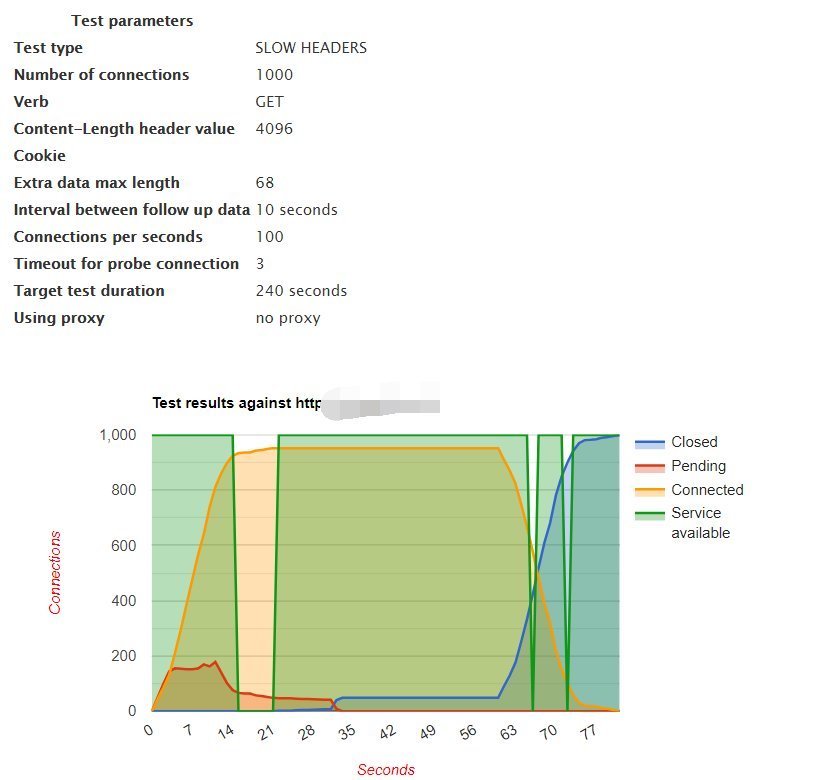 Test parameters
Test type SLOW HEADERS
Number of connections 1000
Verb GET
Content-Length header value 4096
Cookie
Extra data max length 68
Interval between follow up data 10 seconds
Connections per seconds 100
Timeout for probe connection 3
Target test duration 240 seconds
Using proxy no proxy
Test results against http
1,000
800
600
400
200
0
Connections
0 7 14 21 28 35 42 49 56 63 70 77
Seconds
Closed
Pending
Connected
Service
available